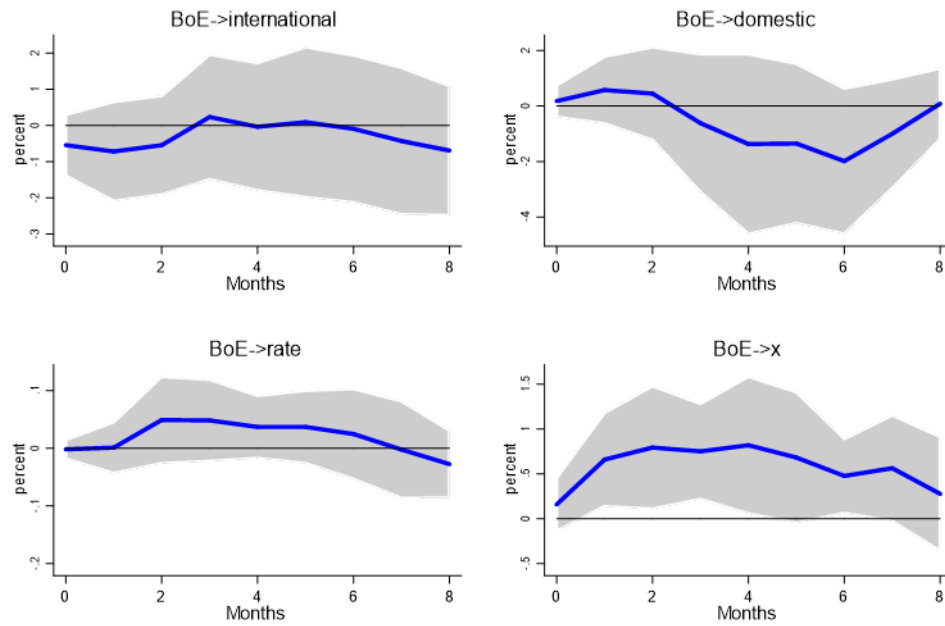 BoE->international
percent
2
1
0
-1
-2
-3
0 2 4 6 8
Months
BoE->domestic
percent
2
0
-2
-4
0 2 4 6 8
Months
BoE->rate
percent
.1
0
-.1
-.2
0 2 4 6 8
Months
BoE->x
percent
1.5
1
.5
0
-.5
0 2 4 6 8
Months